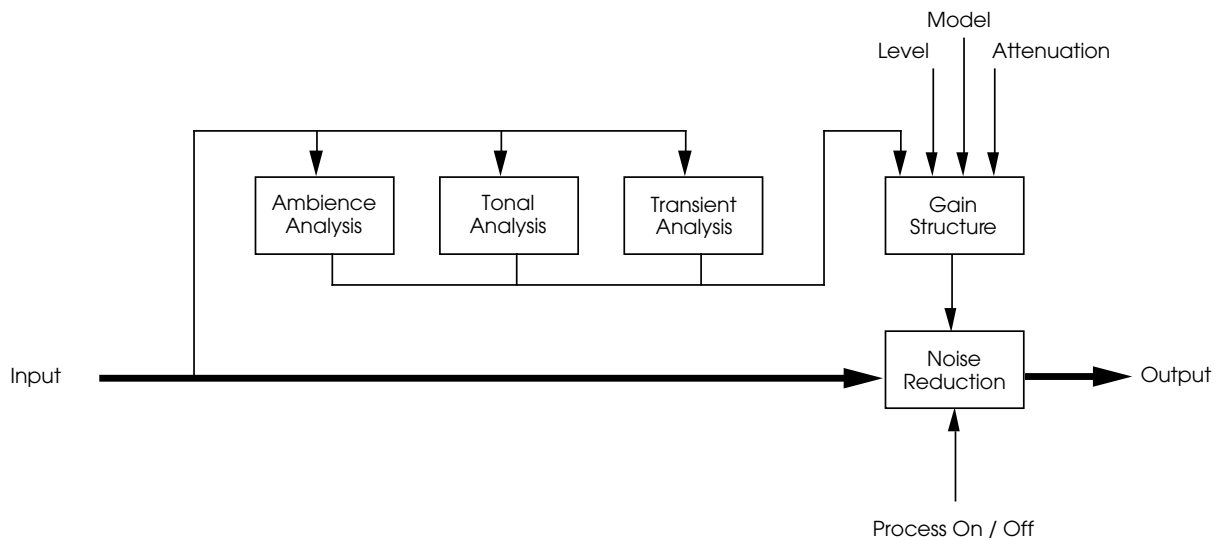 Model
Level
Attenuation
Ambience
Analysis
Tonal
Analysis
Transient
Analysis
Gain
Structure
Input
Noise
Reduction
Output
Process On / Off